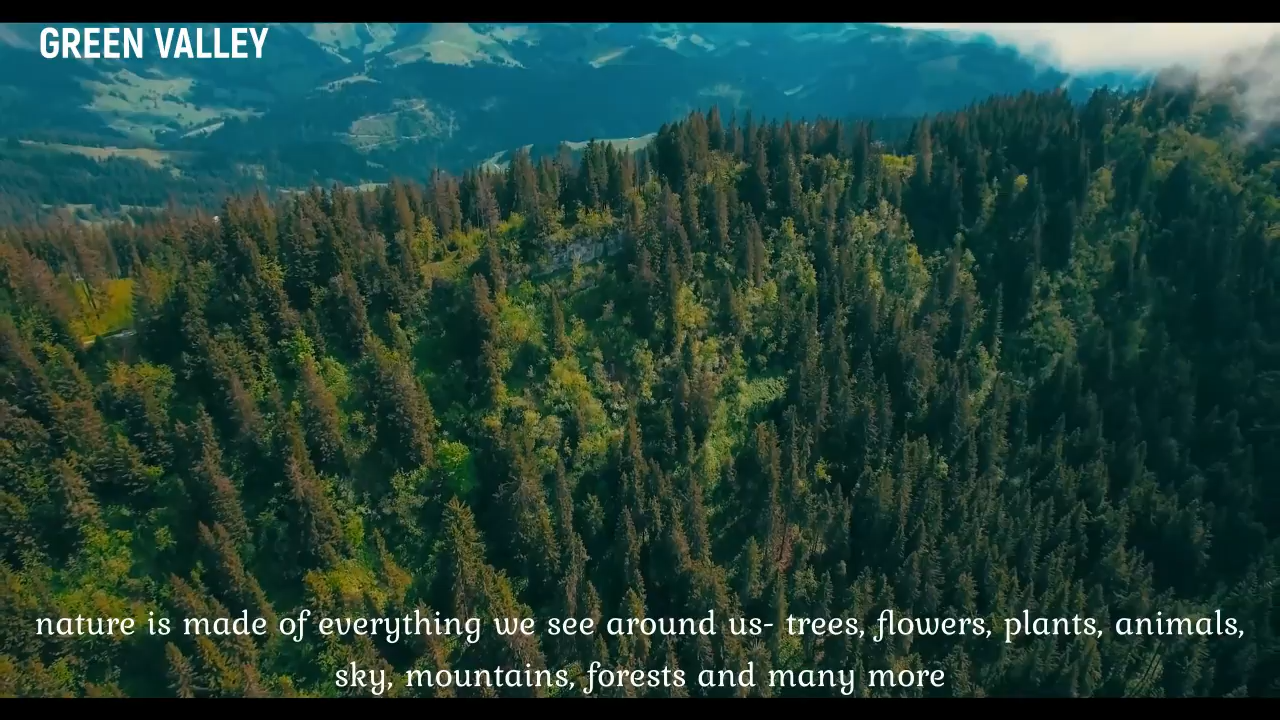 GREEN VALLEY
nature is made of everything we see around us- trees, flowers, plants, animals,
sky, mountains, forests and many more